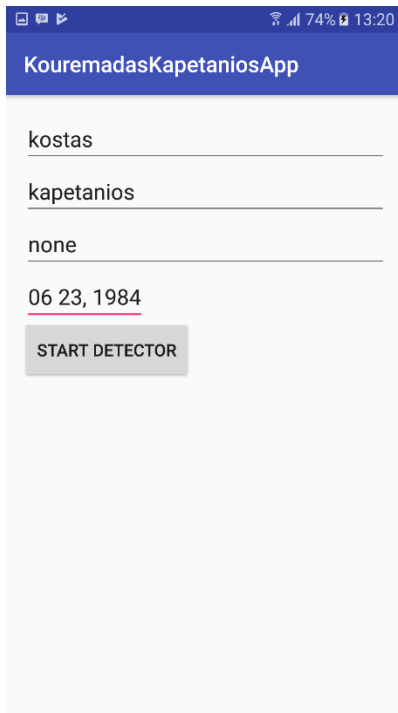 74% 13:20
KouremadasKapetaniosApp
kostas
kapetanios
none
06 23, 1984
START DETECTOR